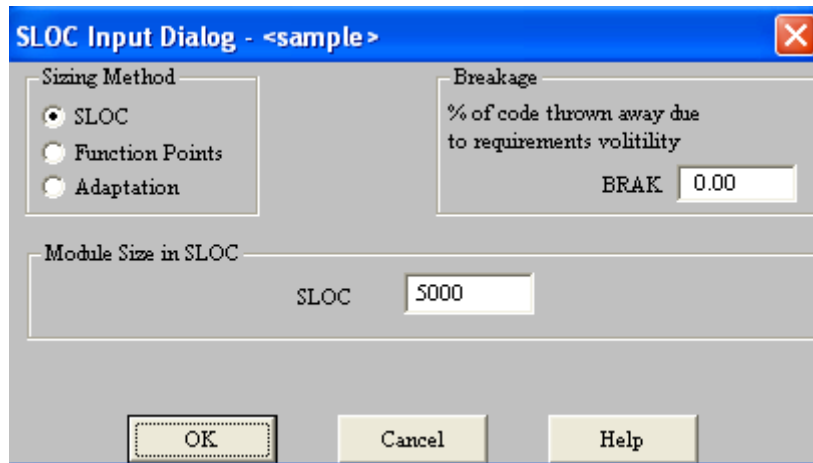 SLOC Input Dialog - <sample>
Sizing Method
SLOC
Function Points
Adaptation
Breakage
% of code thrown away due
to requirements volitility
BRAK 0.00
Module Size in SLOC
SLOC 5000
OK Cancel Help